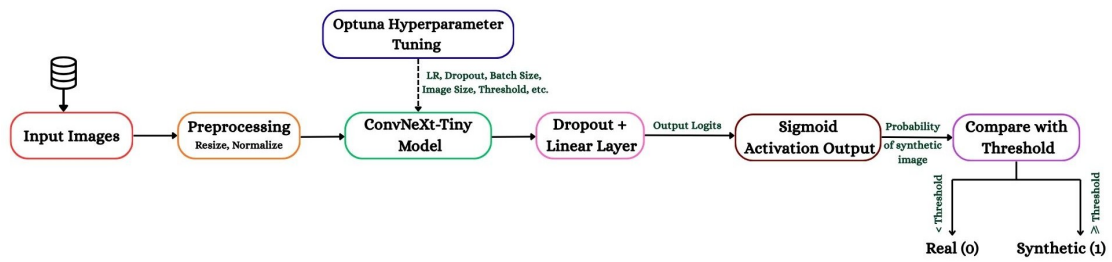 Optuna Hyperparameter
Tuning
LR, Dropout, Batch Size,
Image Size, Threshold, etc.
Input Images
Preprocessing
Resize, Normalize
ConvNeXt-Tiny
Model
Dropout +
Linear Layer
Output Logits
Sigmoid
Activation Output
Probability
of synthetic
image
Compare with
Threshold
< Threshold
⩾ Threshold
Real (0)
Synthetic (1)